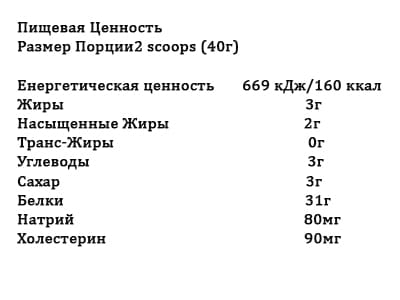 Пищевая Ценность
Размер Порции2 scoops (40г)
Енергетическая ценность 669 кДж/160 ккал
Жиры 3г
Насыщенные Жиры 2г
Транс-Жиры 0г
Углеводы 3г
Сахар 3г
Белки 31г
Натрий 80мг
Холестерин 90мг